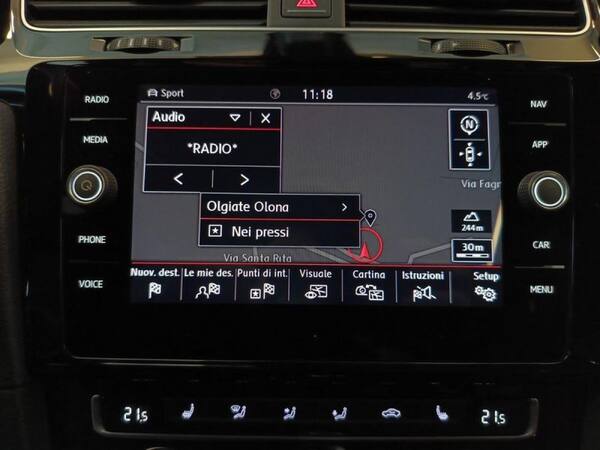 Sport 11:18 4.5°C
RADIO
MEDIA
PHONE
VOICE
Audio
*RADIO*
Olgiate Olona
Nei pressi
Via Santa Rita
Via Fagn
N
244m
30m
Nuov. dest. Le mie des. Punti di int. Visuale Cartina Istruzioni Setup
NAV
APP
CAR
MENU
21.5 21.5